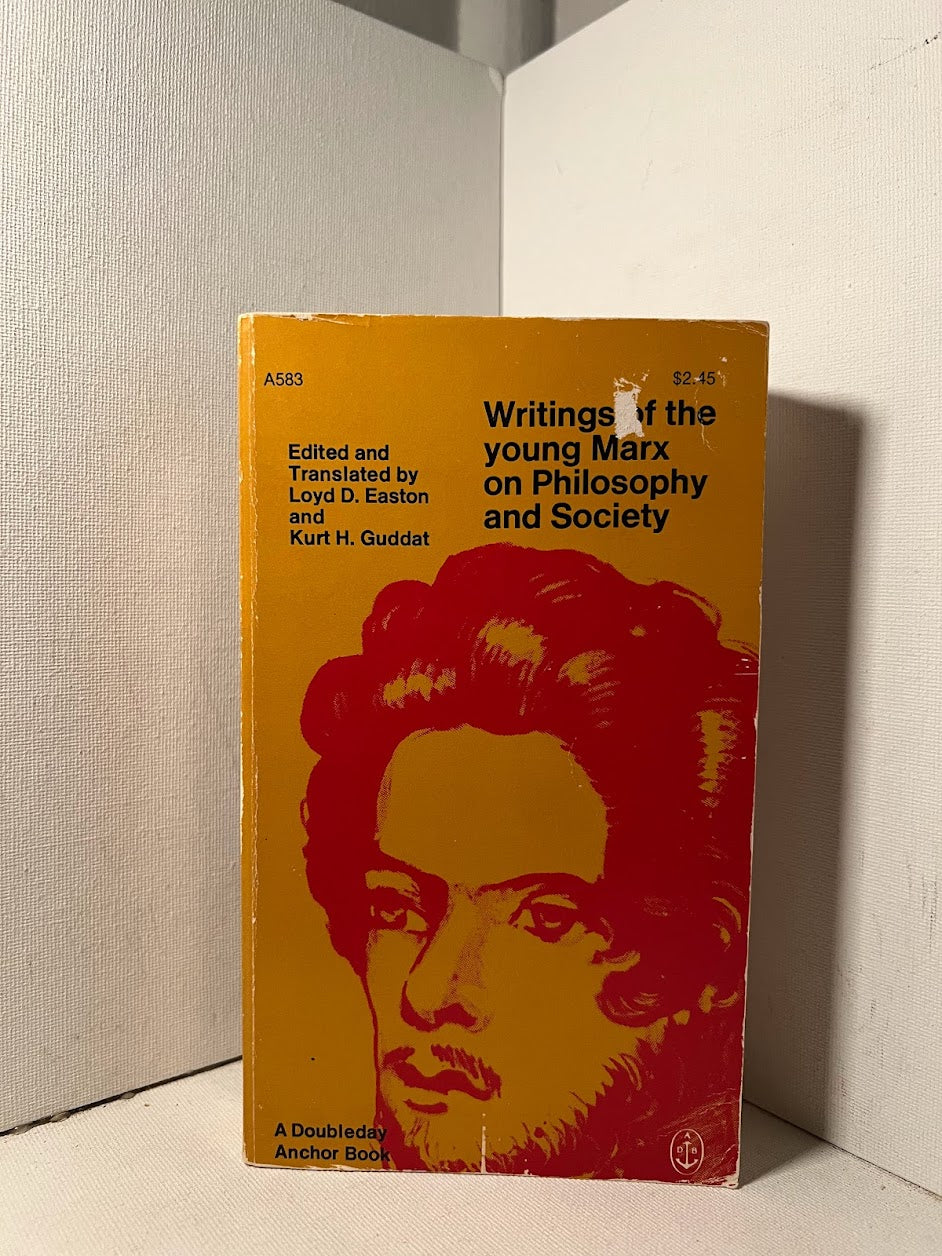 A583
$2.45
Writings of the
young Marx
on Philosophy
and Society
Edited and
Translated by
Loyd D. Easton
and
Kurt H. Guddat
A Doubleday
Anchor Book
A
D B